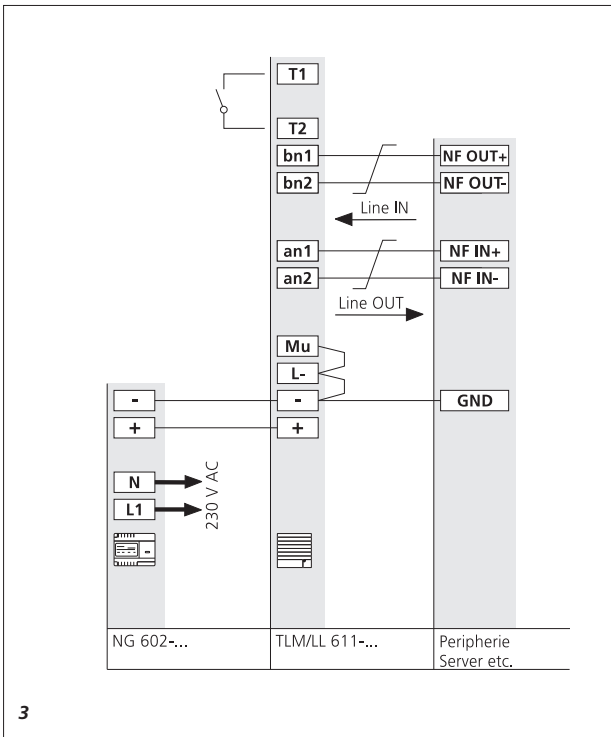 T1
T2
bn1 NF OUT+
bn2 NF OUT-
Line IN
an1 NF IN+
an2 NF IN-
Line OUT
Mu
L-
- - GND
+ +
N
L1
230 V AC
NG 602-... TLM/LL 611-... Peripherie
Server etc.
3